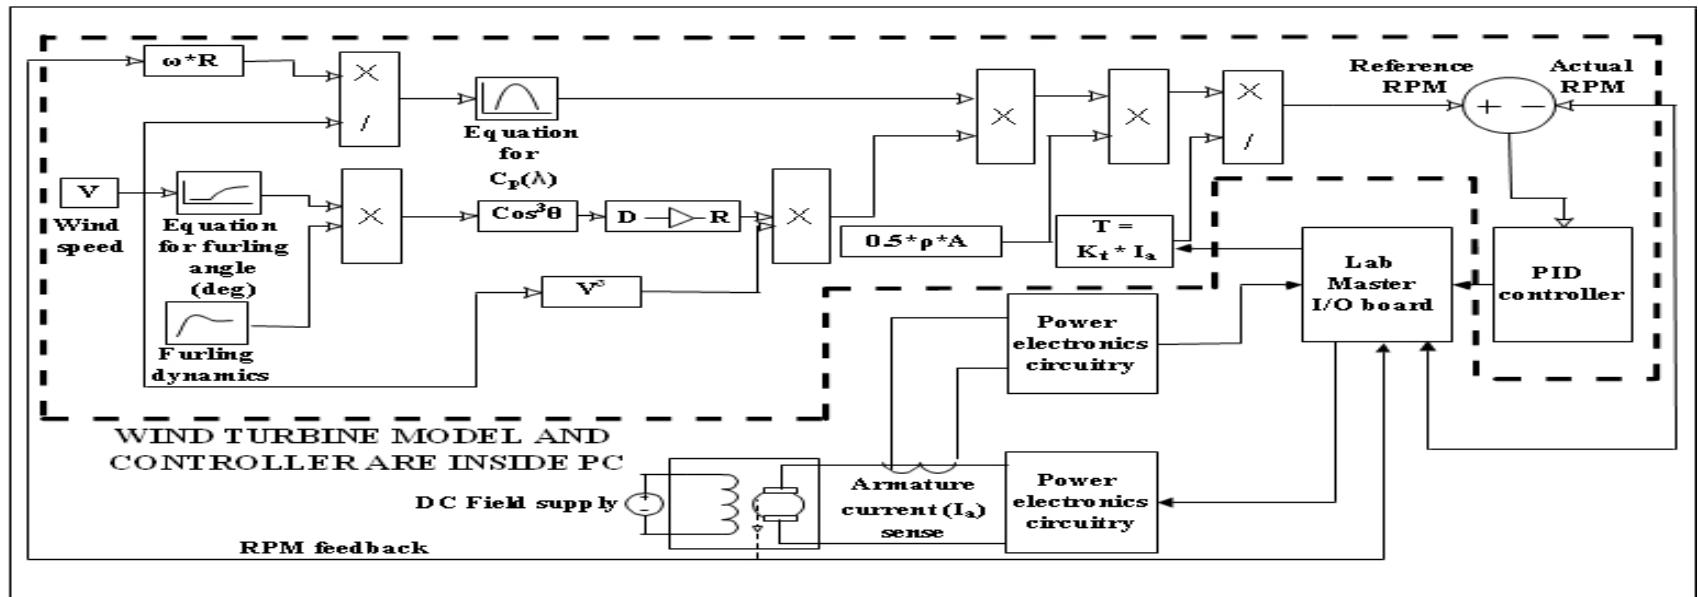 ω*R
X
/
Equation
for
Cp(λ)
X
X
X
/
Reference
RPM
Actual
RPM
+ -
V
Wind
speed
Equation
for furling
angle
(deg)
X
Cos³θ
D R
X
0.5*ρ*A
T =
Kt * Ia
Lab
Master
I/O board
PID
controller
V³
Furling
dynamics
Power
electronics
circuitry
WIND TURBINE MODEL AND
CONTROLLER ARE INSIDE PC
DC Field supply
+
-
Armature
current (Ia)
sense
Power
electronics
circuitry
RPM feedback